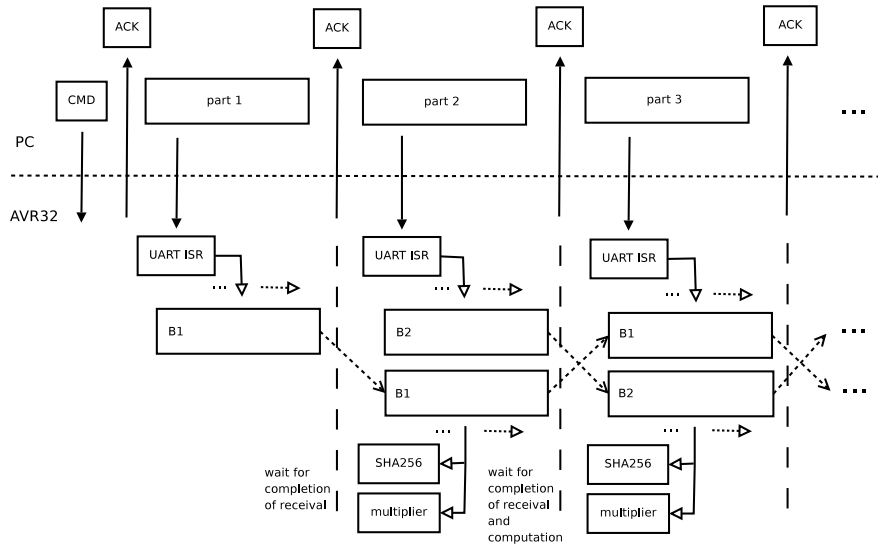 ACK
ACK
ACK
ACK
CMD
part 1
part 2
part 3
...
PC
AVR32
UART ISR
UART ISR
UART ISR
...
...
...
B1
B2
B1
...
B1
B2
...
...
...
wait for
completion
of receival
SHA256
multiplier
wait for
completion
of receival
and
computation
SHA256
multiplier